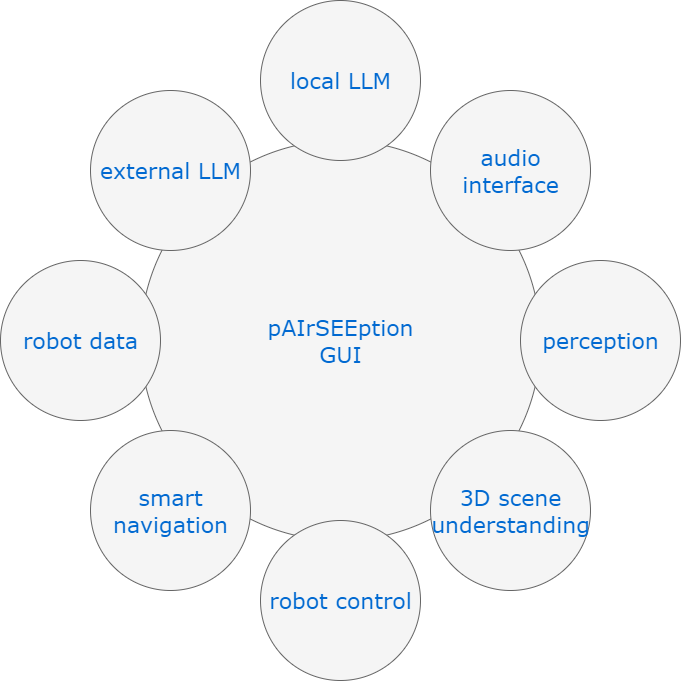 local LLM
audio
interface
external LLM
pAIrSEEption
GUI
robot data
perception
smart
navigation
3D scene
understanding
robot control